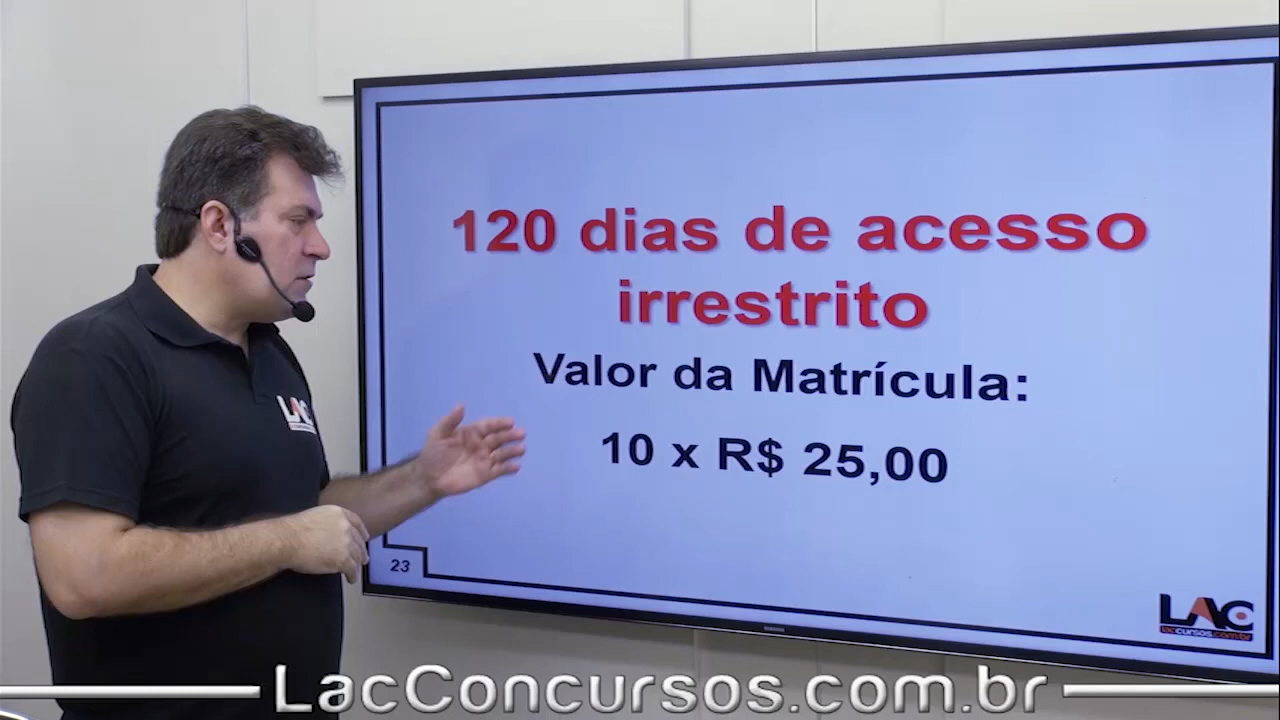 120 dias de acesso
irrestrito
Valor da Matrícula:
10 x R$ 25,00
LAC
23
LAC
laccursos.com.br
LacConcursos.com.br